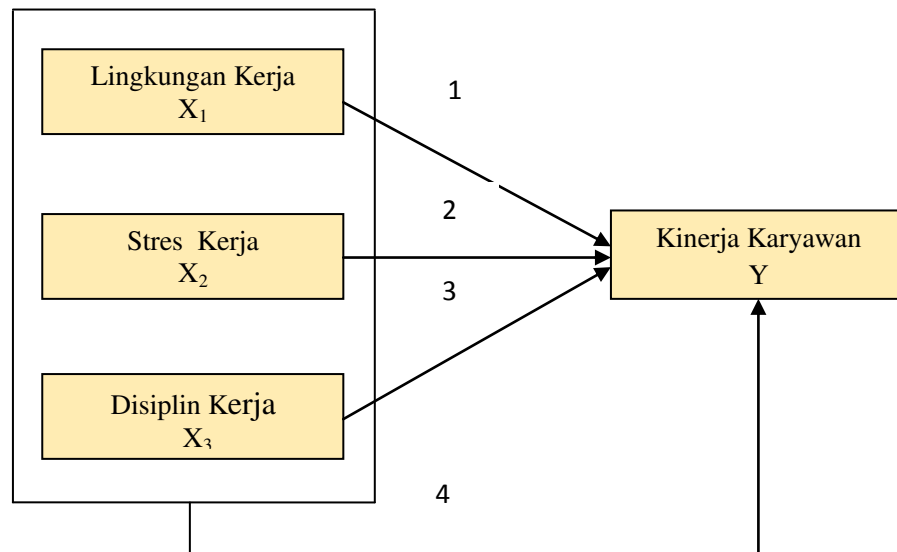 Lingkungan Kerja
X₁
1
Stres Kerja
X₂
2
Kinerja Karyawan
Y
3
Disiplin Kerja
X₃
4